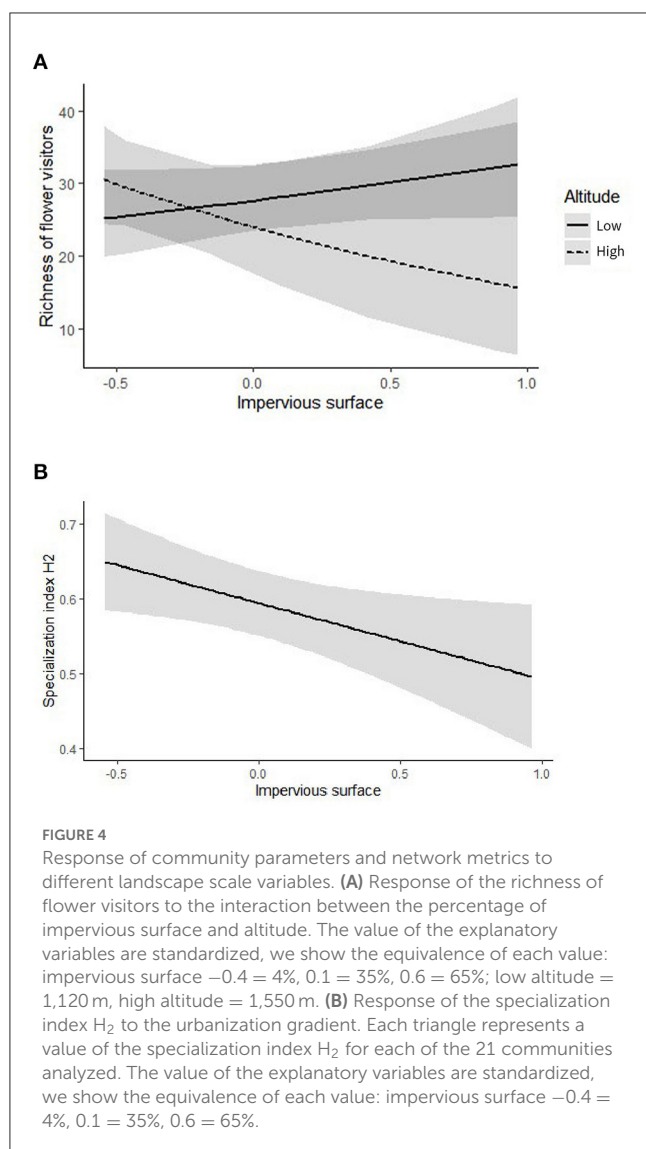 A
40
30
20
10
Richness of flower visitors
-0.5
0.0
0.5
1.0
Impervious surface
Altitude
Low
High
B
0.7
0.6
0.5
0.4
Specialization index H2
-0.5
0.0
0.5
1.0
Impervious surface
FIGURE 4
Response of community parameters and network metrics to
different landscape scale variables. (A) Response of the richness of
flower visitors to the interaction between the percentage of
impervious surface and altitude. The value of the explanatory
variables are standardized, we show the equivalence of each value:
impervious surface −0.4 = 4%, 0.1 = 35%, 0.6 = 65%; low altitude =
1,120 m, high altitude = 1,550 m. (B) Response of the specialization
index H₂ to the urbanization gradient. Each triangle represents a
value of the specialization index H₂ for each of the 21 communities
analyzed. The value of the explanatory variables are standardized,
we show the equivalence of each value: impervious surface −0.4 =
4%, 0.1 = 35%, 0.6 = 65%.